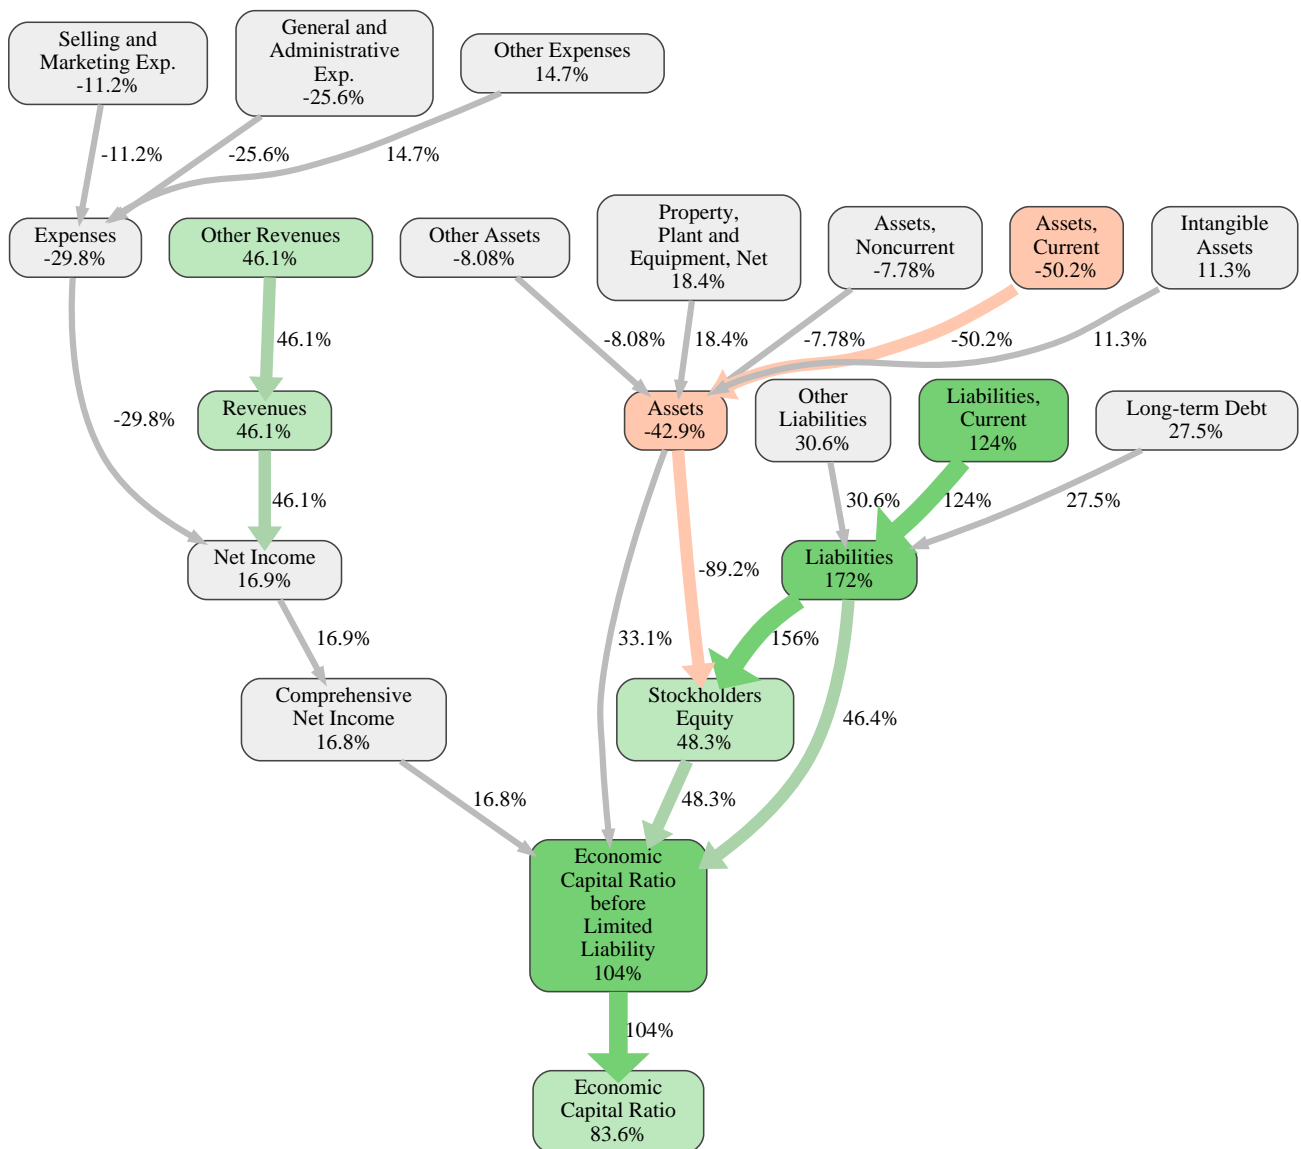 Selling and
Marketing Exp.
-11.2%
General and
Administrative
Exp.
-25.6%
Other Expenses
14.7%
-11.2%
-25.6%
14.7%
Expenses
-29.8%
Other Revenues
46.1%
Other Assets
-8.08%
Property,
Plant and
Equipment, Net
18.4%
Assets,
Noncurrent
-7.78%
Assets,
Current
-50.2%
Intangible
Assets
11.3%
46.1%
-8.08%
18.4%
-7.78%
-50.2%
11.3%
-29.8%
Revenues
46.1%
Assets
-42.9%
Other
Liabilities
30.6%
Liabilities,
Current
124%
Long-term Debt
27.5%
46.1%
30.6%
124%
27.5%
Net Income
16.9%
Liabilities
172%
-89.2%
16.9%
33.1%
156%
Comprehensive
Net Income
16.8%
Stockholders
Equity
48.3%
46.4%
16.8%
48.3%
Economic
Capital Ratio
before
Limited
Liability
104%
104%
Economic
Capital Ratio
83.6%